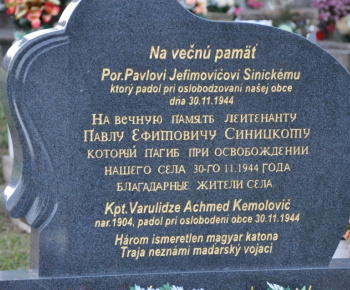 Na večnú pamäť
Por.Pavlovi Jefimovičovi Sinickému
ktorý padol pri oslobodzovaní našej obce
dňa 30.11.1944
На вечную память лейтенанту
Павлу Ефимовичу Синицкому
который пагиб при освобождении
нашего села 30-го 11.1944 года
благадарные жители села
Kpt.Varulidze Achmed Kemolovič
nar.1904, padol pri oslobodení obce 30.11.1944
Három ismeretlen magyar katona
Traja neznámi maďarský vojaci